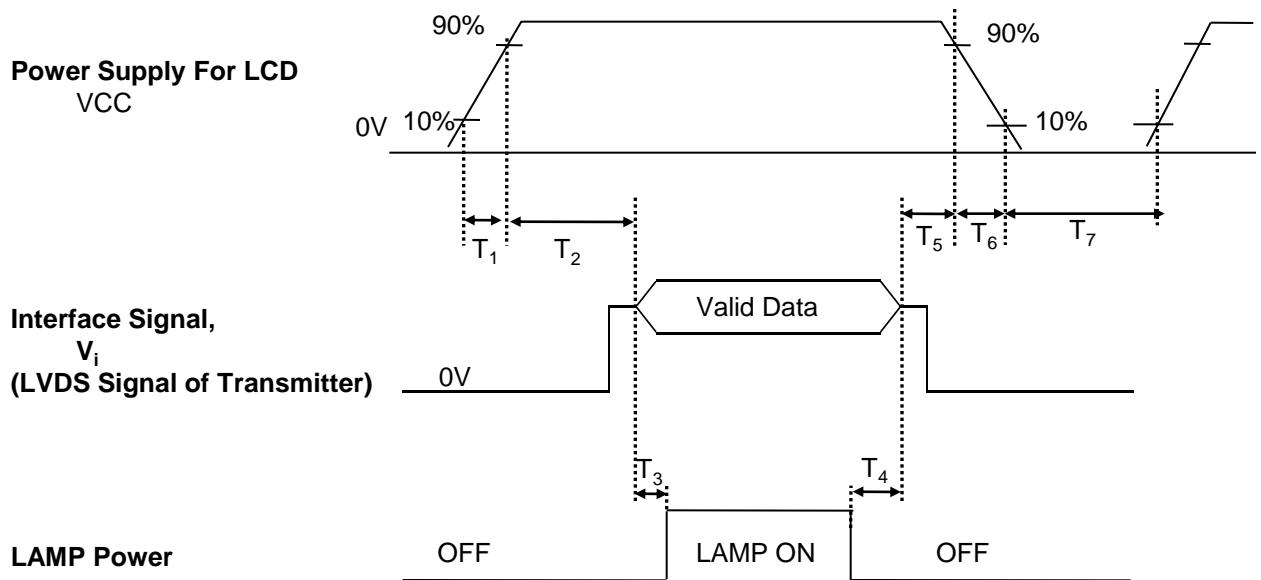 90%
90%
Power Supply For LCD
VCC
0V
10%
10%
T1
T2
T5
T6
T7
Valid Data
Interface Signal,
Vi
(LVDS Signal of Transmitter)
0V
T3
T4
LAMP Power
OFF
LAMP ON
OFF